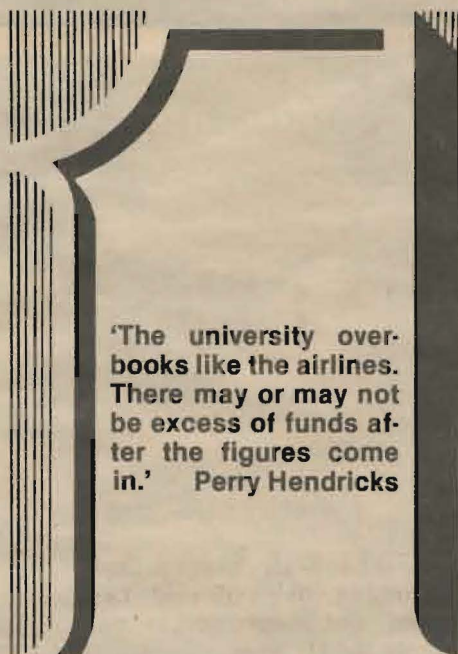 'The university over-
books like the airlines.
There may or may not
be excess of funds af-
ter the figures come
in.' Perry Hendricks